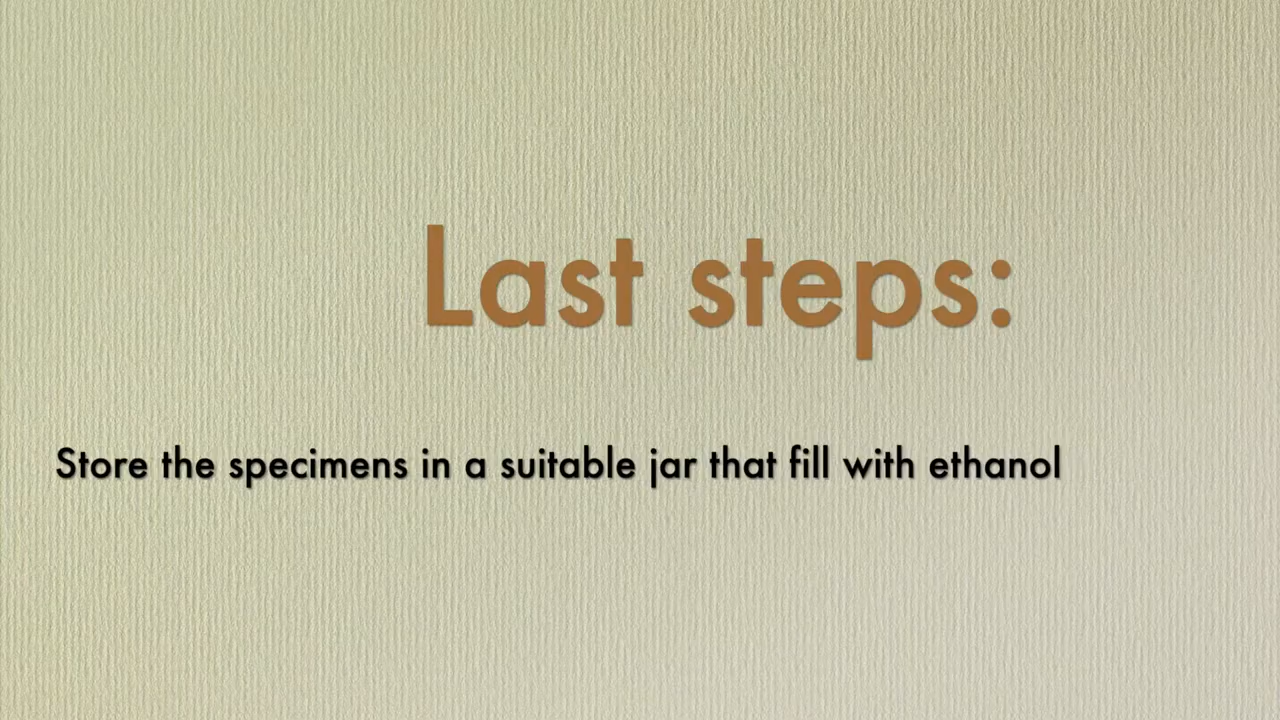 Last steps:
Store the specimens in a suitable jar that fill with ethanol